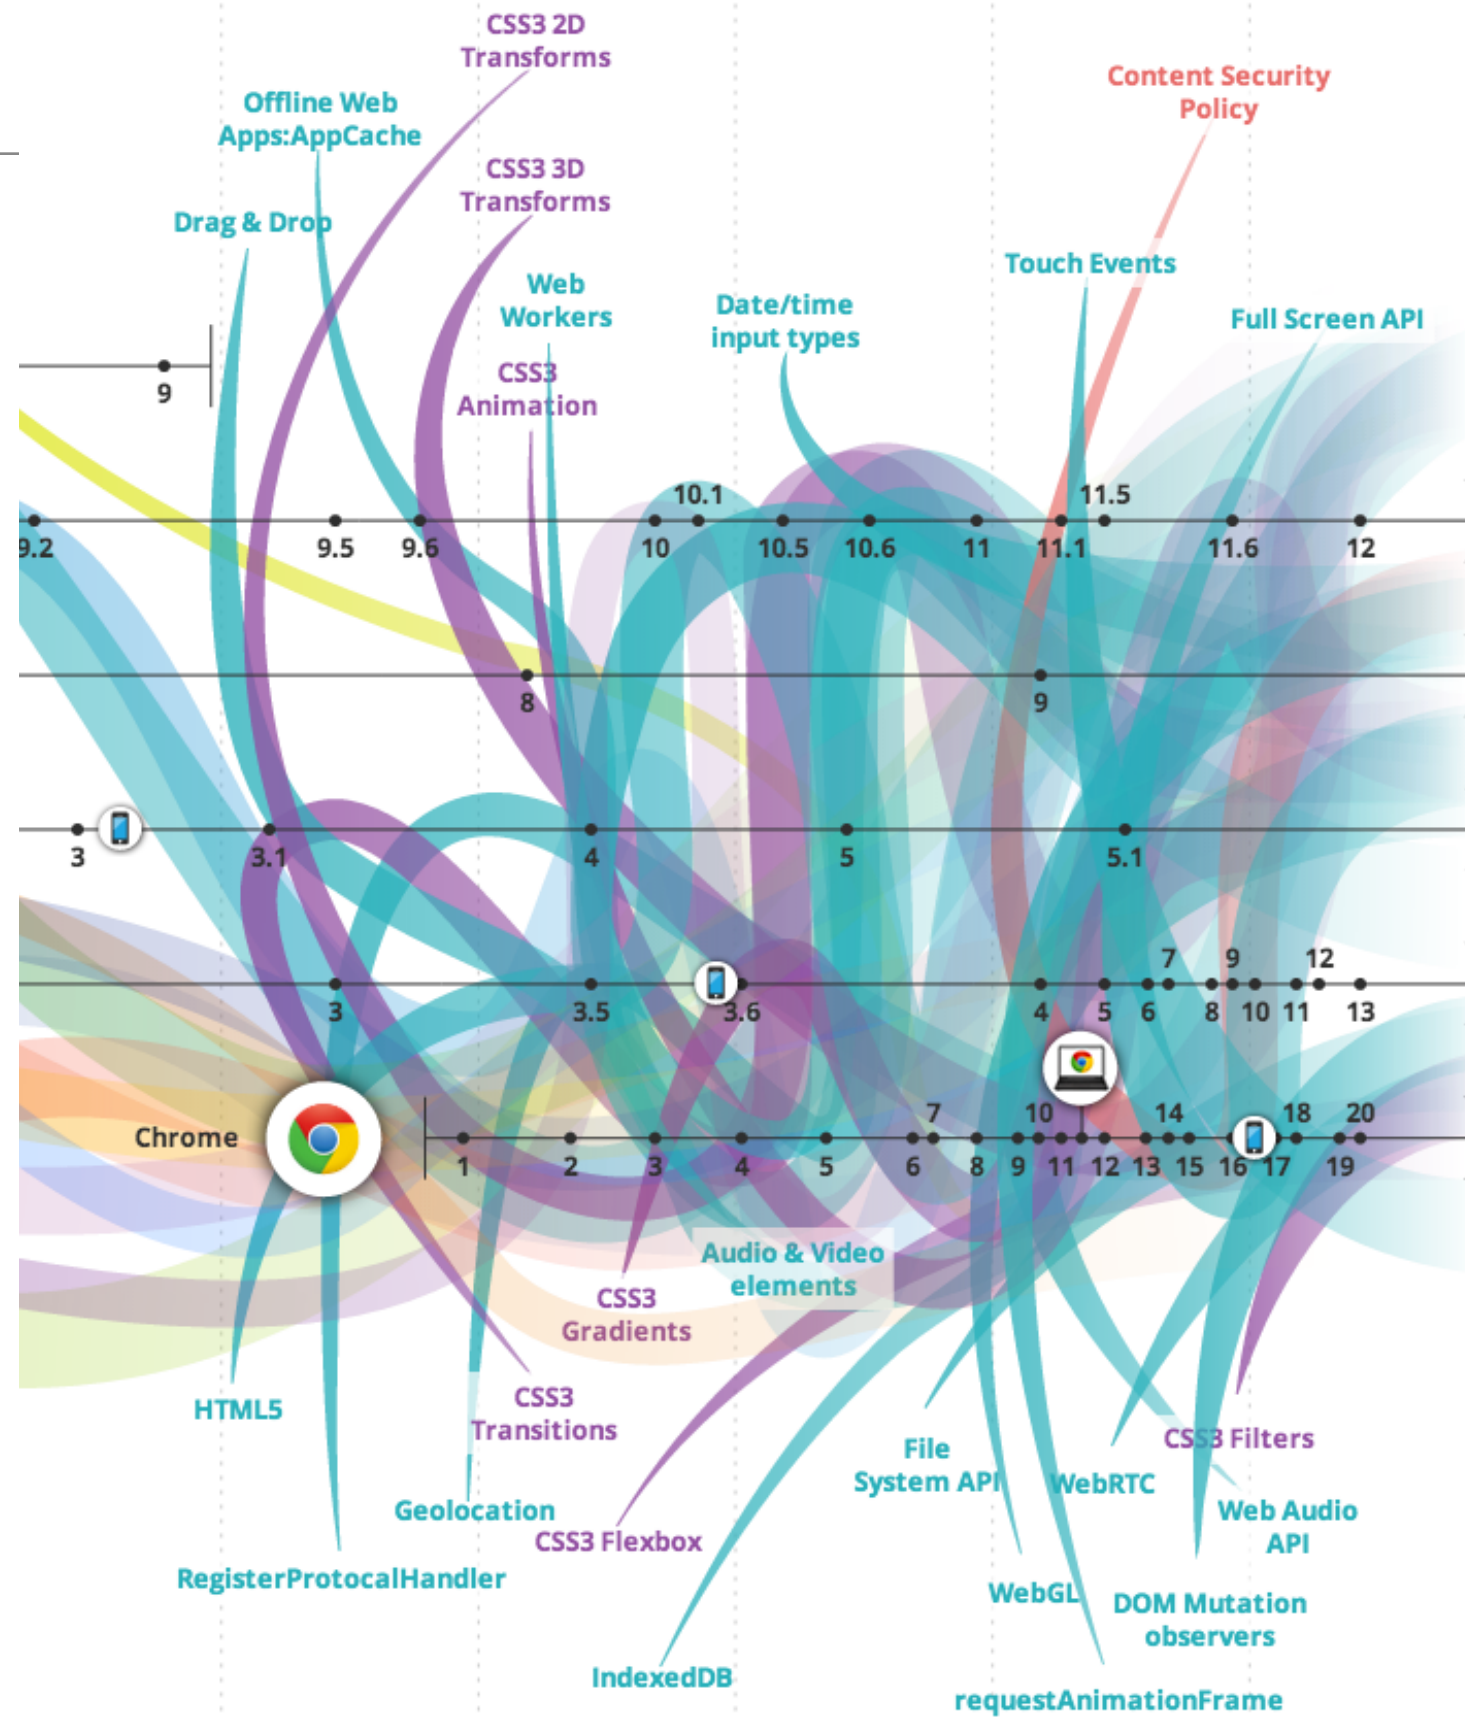 CSS3 2D
Transforms
Content Security
Policy
Offline Web
Apps:AppCache
CSS3 3D
Transforms
Drag & Drop
Touch Events
Web
Workers
Date/time
input types
Full Screen API
CSS3
Animation
9
10.1
11.5
9.2
9.5
9.6
10
10.5
10.6
11
11.1
11.6
12
8
9
3
3.1
4
5
5.1
7
9
12
3
3.5
3.6
4
5
6
8
10
11
13
Chrome
7
10
14
18
20
1
2
3
4
5
6
8
9
11
12
13
15
16
17
19
Audio & Video
elements
CSS3
Gradients
HTML5
CSS3
Transitions
CSS3 Filters
File
System API
WebRTC
Geolocation
Web Audio
API
CSS3 Flexbox
RegisterProtocalHandler
WebGL
DOM Mutation
observers
IndexedDB
requestAnimationFrame